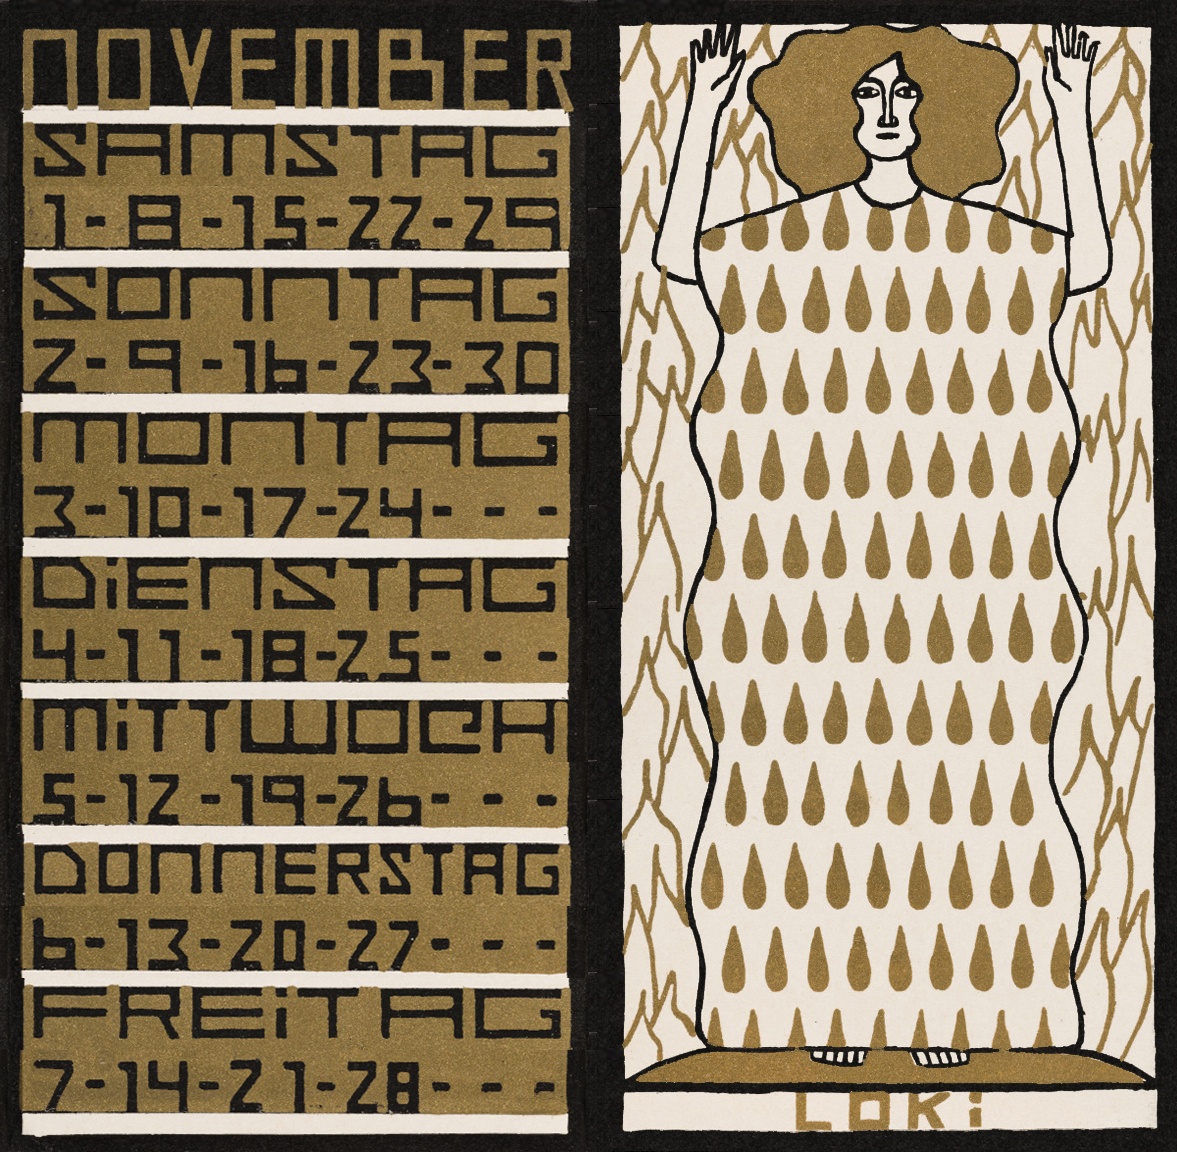 NOVEMBER
SAMSTAG
1-8-15-22-29
SONNTAG
2-9-16-23-30
MONTAG
3-10-17-24- - -
DiENSTAG
4-11-18-25- - -
MiTTWOCH
5-12-19-26- - -
DONNERSTAG
6-13-20-27- - -
FREiTAG
7-14-21-28- - -
LOKi